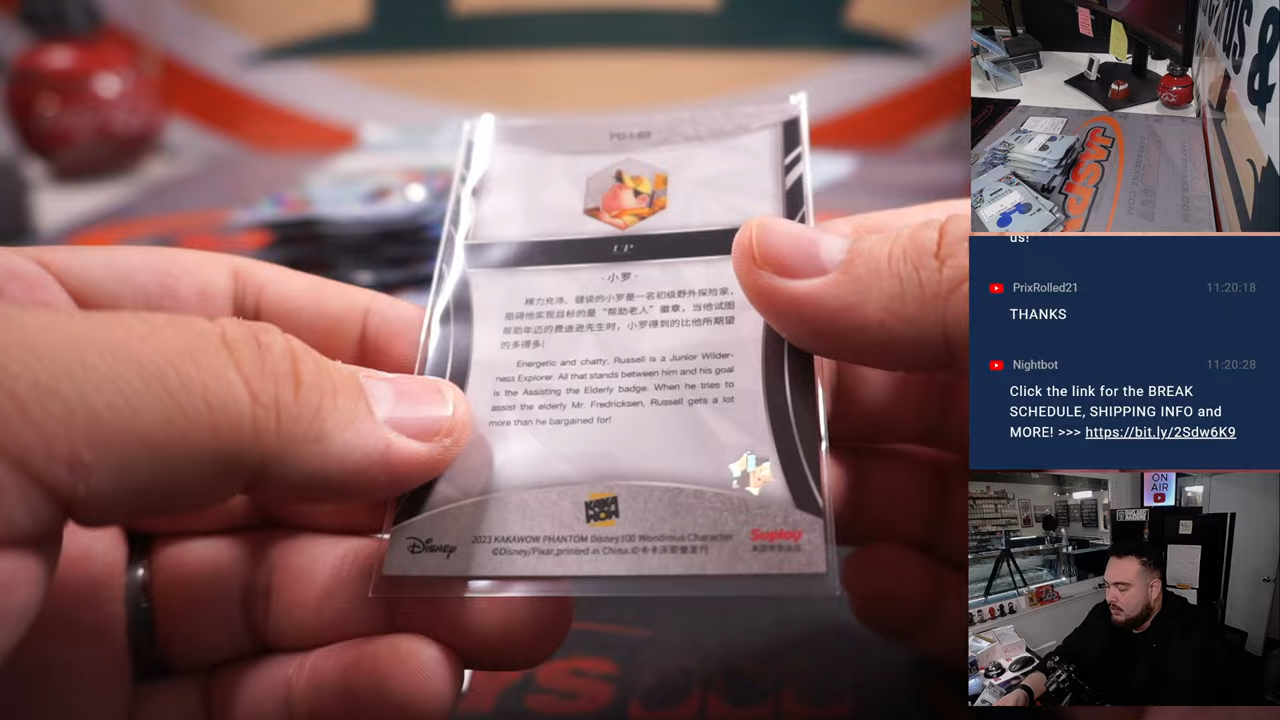 UP
·小罗·
精力充沛、健谈的小罗是一名初级野外探险家，
阻碍他实现目标的是“帮助老人”徽章，当他试图
帮助年迈的费迪逊先生时，小罗得到的比他所期望
的多得多！
Energetic and chatty, Russell is a Junior Wilder-
ness Explorer. All that stands between him and his goal
is the Assisting the Elderly badge. When he tries to
assist the elderly Mr. Fredricksen, Russell gets a lot
more than he bargained for!
KAKAWOW
Disney
2023 KAKAWOW PHANTOM Disney100 Wondrous Character
©Disney/Pixar,printed in China.
Suplay
us!
PrixRolled21 11:20:18
THANKS
Nightbot 11:20:28
Click the link for the BREAK
SCHEDULE, SHIPPING INFO and
MORE! >>> https://bit.ly/2Sdw6K9
ON
AIR